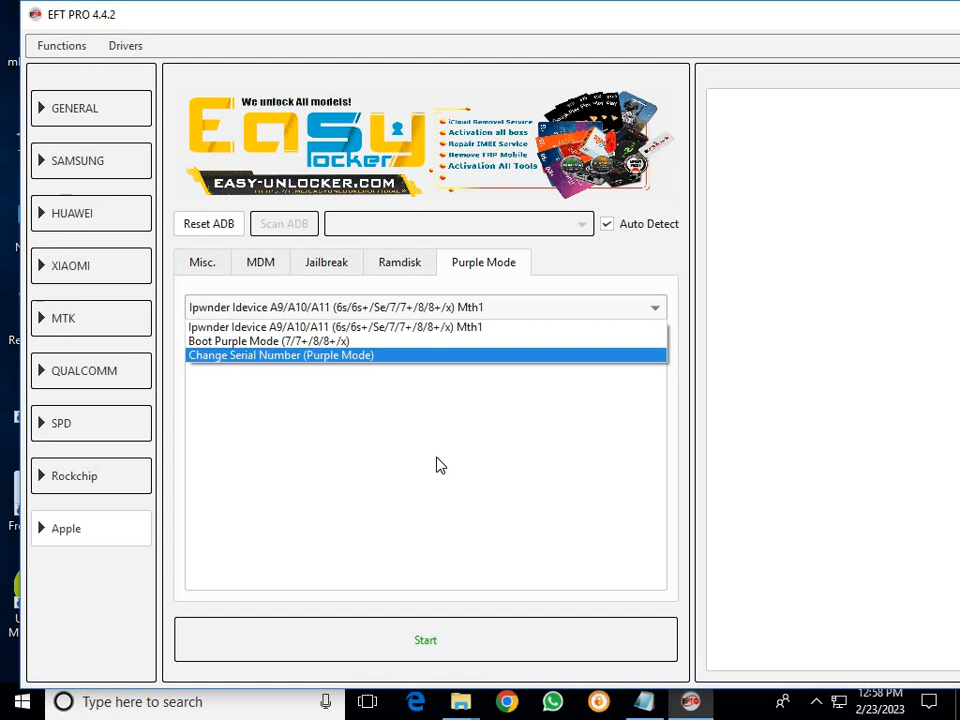 EFT PRO 4.4.2
Functions Drivers
GENERAL
SAMSUNG
HUAWEI
XIAOMI
MTK
QUALCOMM
SPD
Rockchip
Apple
We unlock All models!
Easy
locker
EASY-UNLOCKER.COM
iCloud Removed Service
Activation all boxs
Repair IMEI Service
Remove FRP Mobile
Activation All Tools
Reset ADB Scan ADB Auto Detect
Misc. MDM Jailbreak Ramdisk Purple Mode
Ipwnder Idevice A9/A10/A11 (6s/6s+/Se/7/7+/8/8+/x) Mth1
Ipwnder Idevice A9/A10/A11 (6s/6s+/Se/7/7+/8/8+/x) Mth1
Boot Purple Mode (7/7+/8/8+/x)
Change Serial Number (Purple Mode)
Start
Type here to search
12:58 PM
2/23/2023